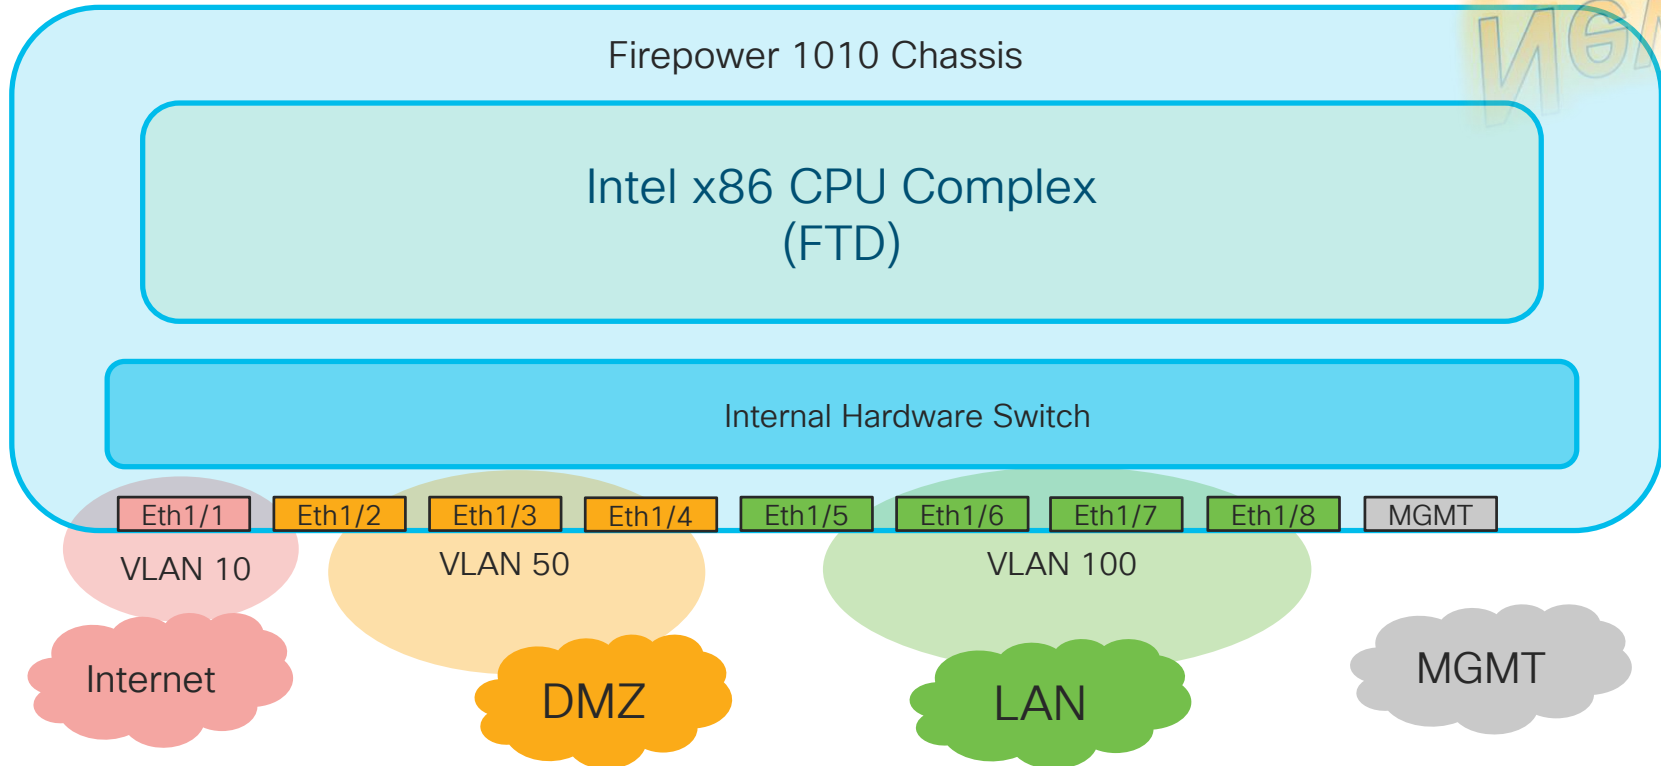 Firepower 1010 Chassis
Intel x86 CPU Complex
(FTD)
Internal Hardware Switch
Eth1/1 Eth1/2 Eth1/3 Eth1/4 Eth1/5 Eth1/6 Eth1/7 Eth1/8 MGMT
VLAN 10 VLAN 50 VLAN 100
Internet DMZ LAN MGMT